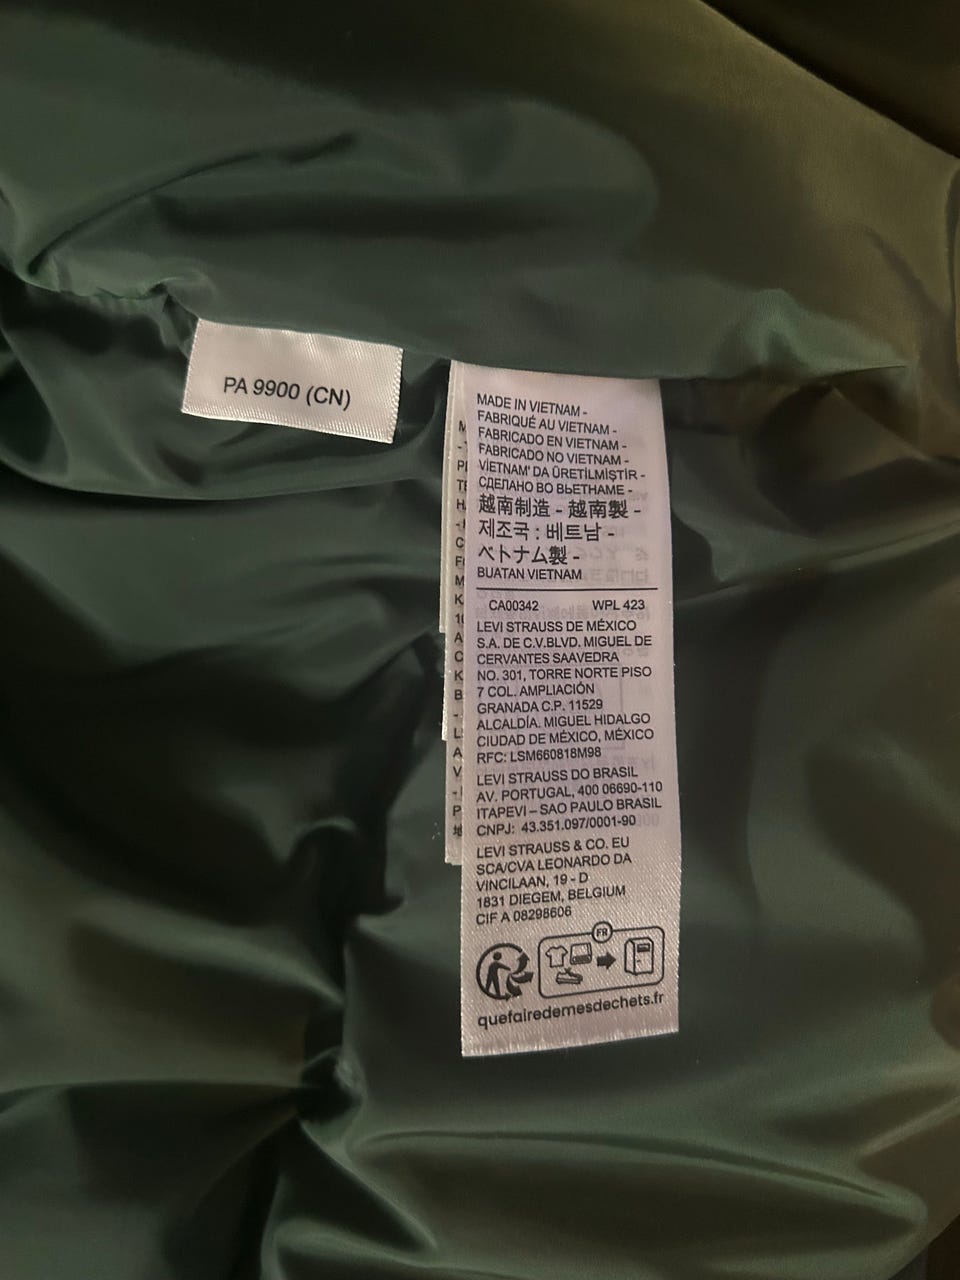 PA 9900 (CN)
MADE IN VIETNAM -
FABRIQUÉ AU VIETNAM -
FABRICADO EN VIETNAM -
FABRICADO NO VIETNAM -
VİETNAM' DA ÜRETİLMİŞTİR -
СДЕЛАНО ВО ВЬЕТНАМЕ -
越南制造 - 越南製 -
제조국 : 베트남 -
ベトナム製 -
BUATAN VIETNAM
CA00342 WPL 423
LEVI STRAUSS DE MÉXICO
S.A. DE C.V.BLVD. MIGUEL DE
CERVANTES SAAVEDRA
NO. 301, TORRE NORTE PISO
7 COL. AMPLIACIÓN
GRANADA C.P. 11529
ALCALDÍA. MIGUEL HIDALGO
CIUDAD DE MÉXICO, MÉXICO
RFC: LSM660818M98
LEVI STRAUSS DO BRASIL
AV. PORTUGAL, 400 06690-110
ITAPEVI – SAO PAULO BRASIL
CNPJ: 43.351.097/0001-90
LEVI STRAUSS & CO. EU
SCA/CVA LEONARDO DA
VINCILAAN, 19 - D
1831 DIEGEM, BELGIUM
CIF A 08298606
FR
quefairedemesdechets.fr